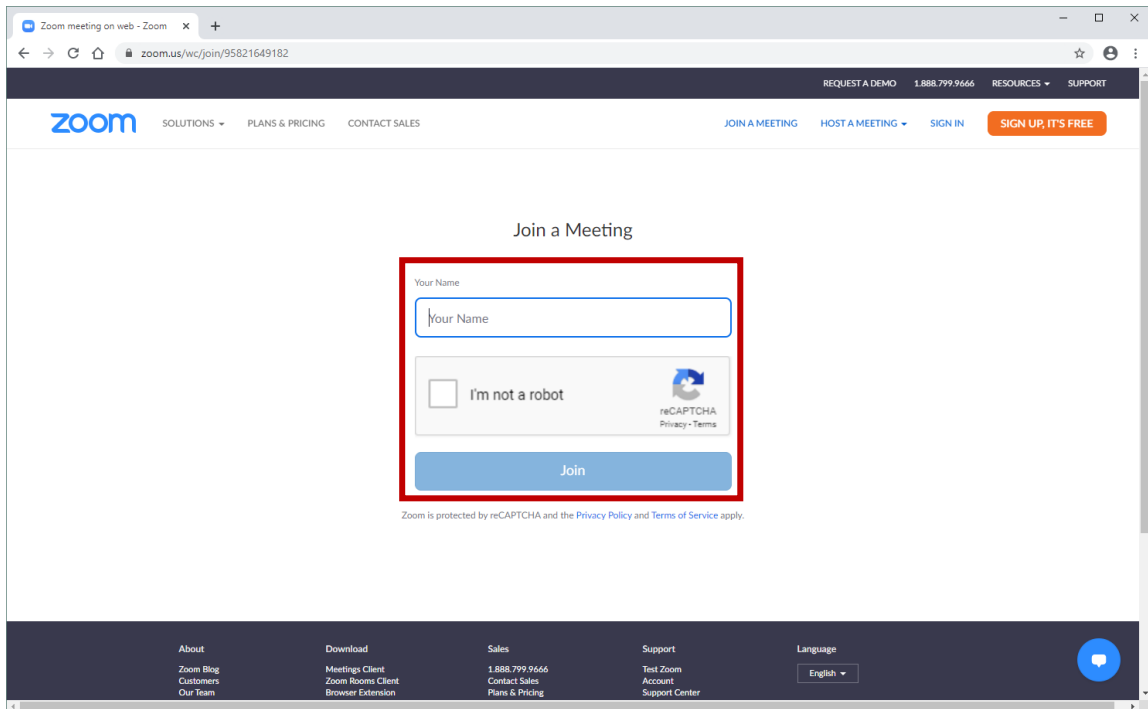 Zoom meeting on web - Zoom
zoom.us/wc/join/95821649182
REQUEST A DEMO 1.888.799.9666 RESOURCES SUPPORT
zoom SOLUTIONS PLANS & PRICING CONTACT SALES JOIN A MEETING HOST A MEETING SIGN IN SIGN UP, IT'S FREE
Join a Meeting
Your Name
Your Name
I'm not a robot
reCAPTCHA
Privacy - Terms
Join
Zoom is protected by reCAPTCHA and the Privacy Policy and Terms of Service apply.
About Download Sales Support Language
Zoom Blog Meetings Client 1.888.799.9666 Test Zoom English
Customers Zoom Rooms Client Contact Sales Account
Our Team Browser Extension Plans & Pricing Support Center